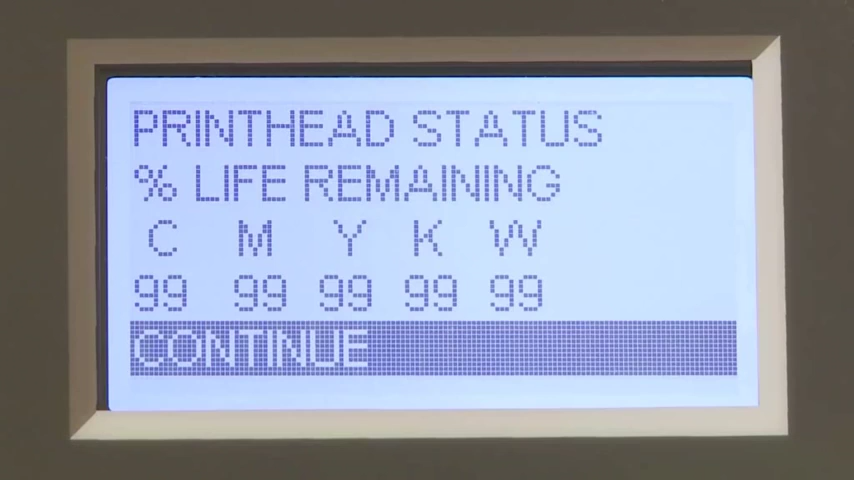 PRINTHEAD STATUS
% LIFE REMAINING
C M Y K W
99 99 99 99 99
CONTINUE